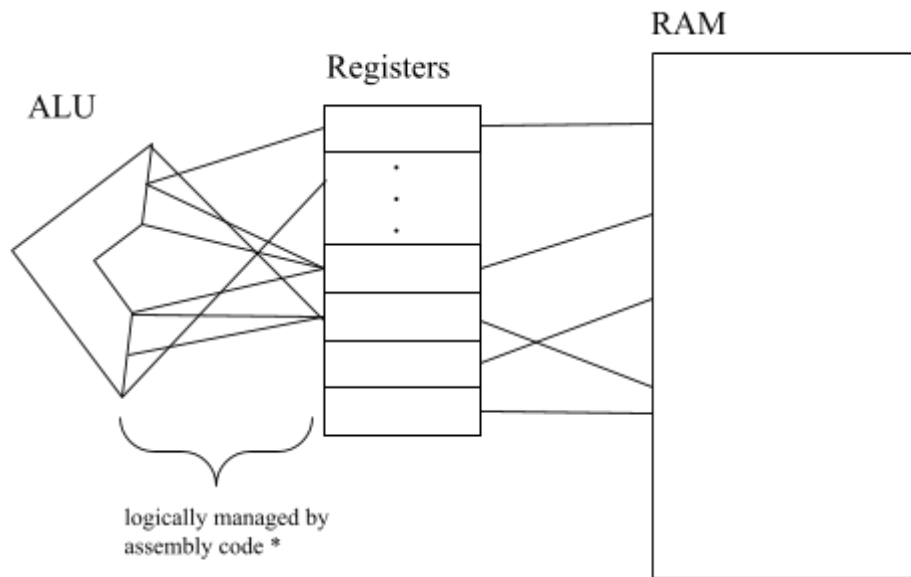 RAM
Registers
ALU
logically managed by
assembly code *